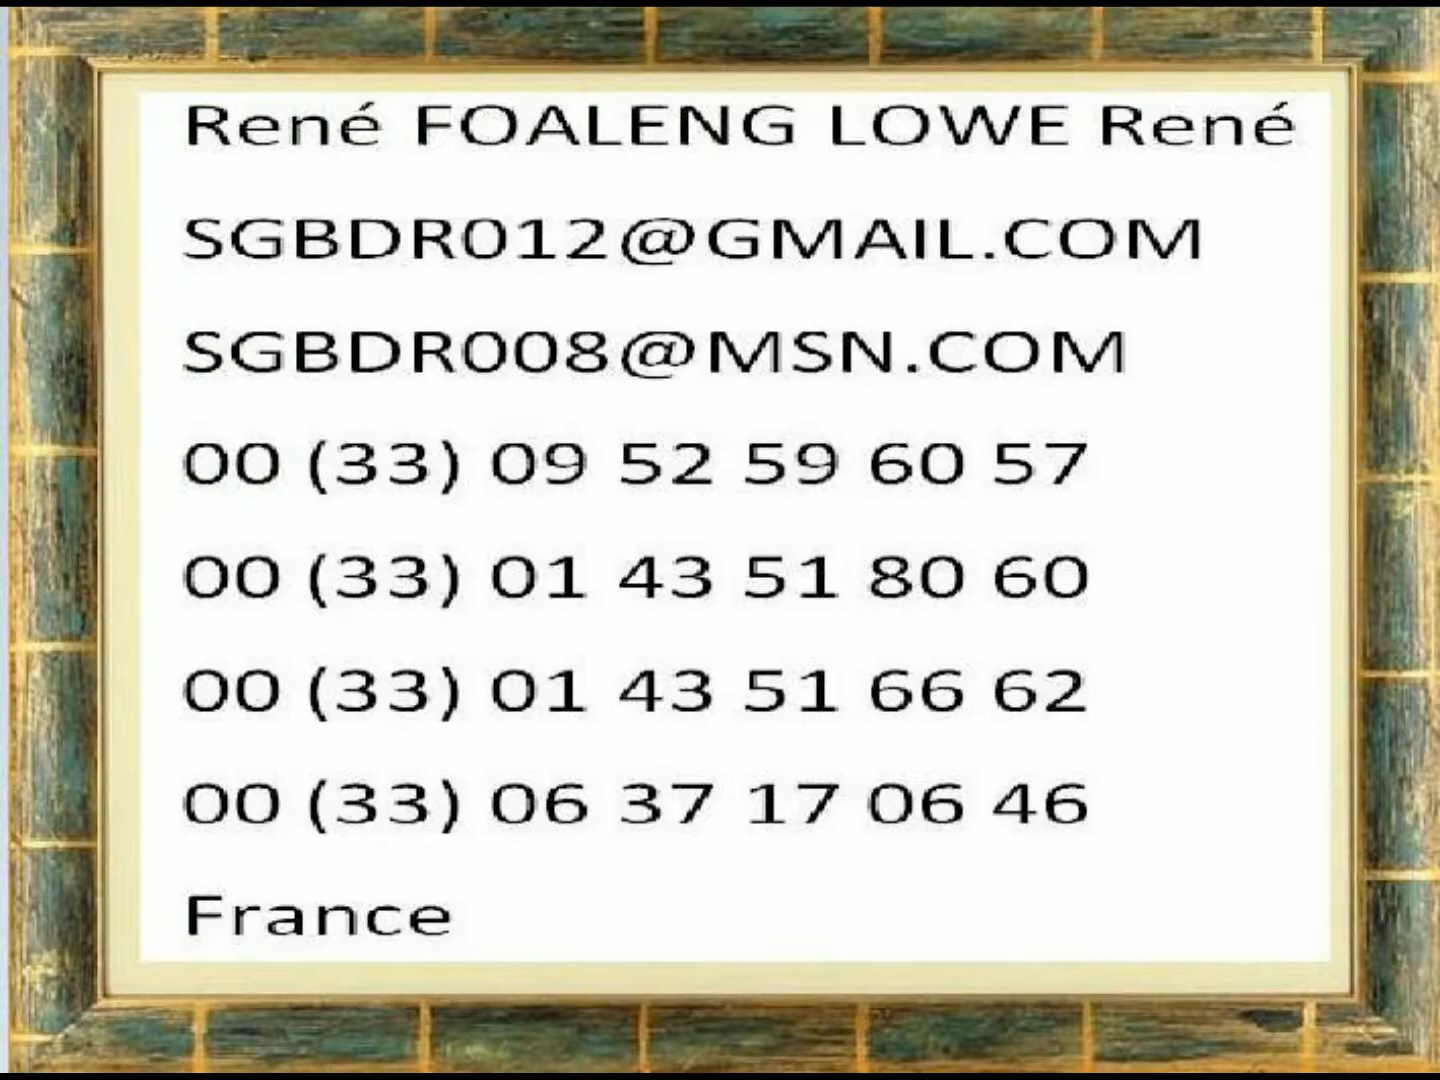 René FOALENG LOWE René
SGBDR012@GMAIL.COM
SGBDR008@MSN.COM
00 (33) 09 52 59 60 57
00 (33) 01 43 51 80 60
00 (33) 01 43 51 66 62
00 (33) 06 37 17 06 46
France